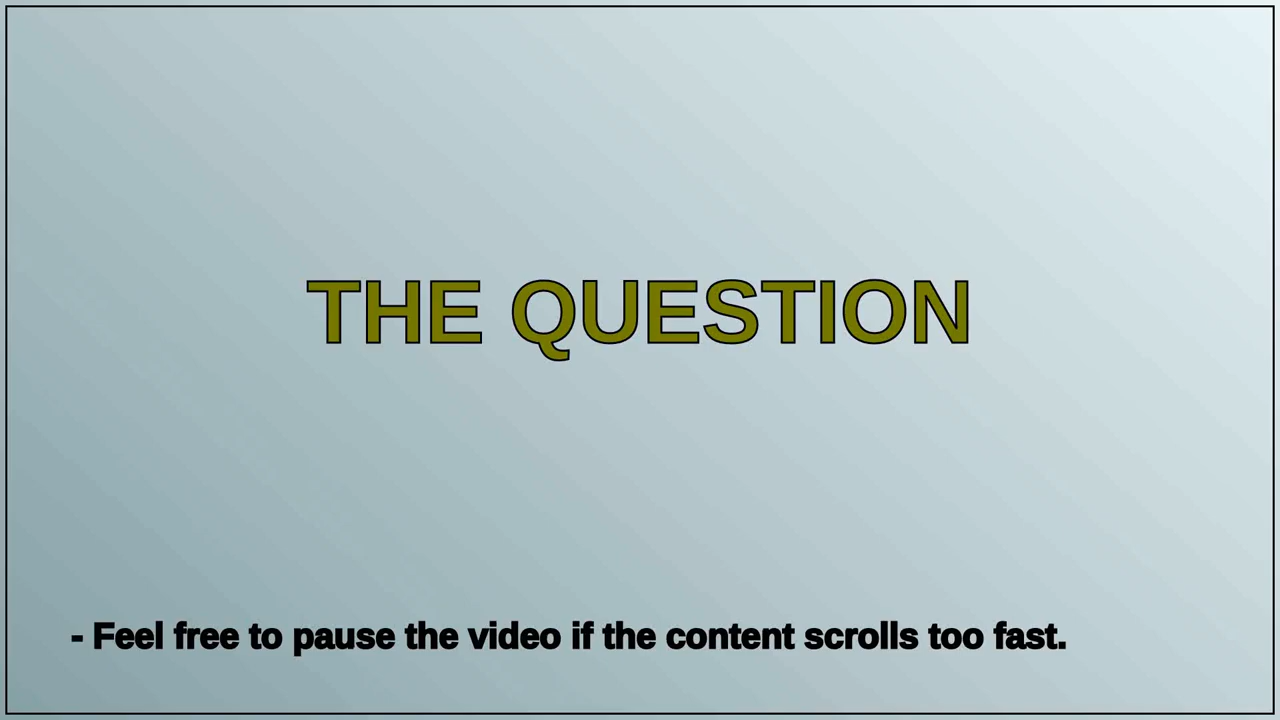 THE QUESTION
- Feel free to pause the video if the content scrolls too fast.